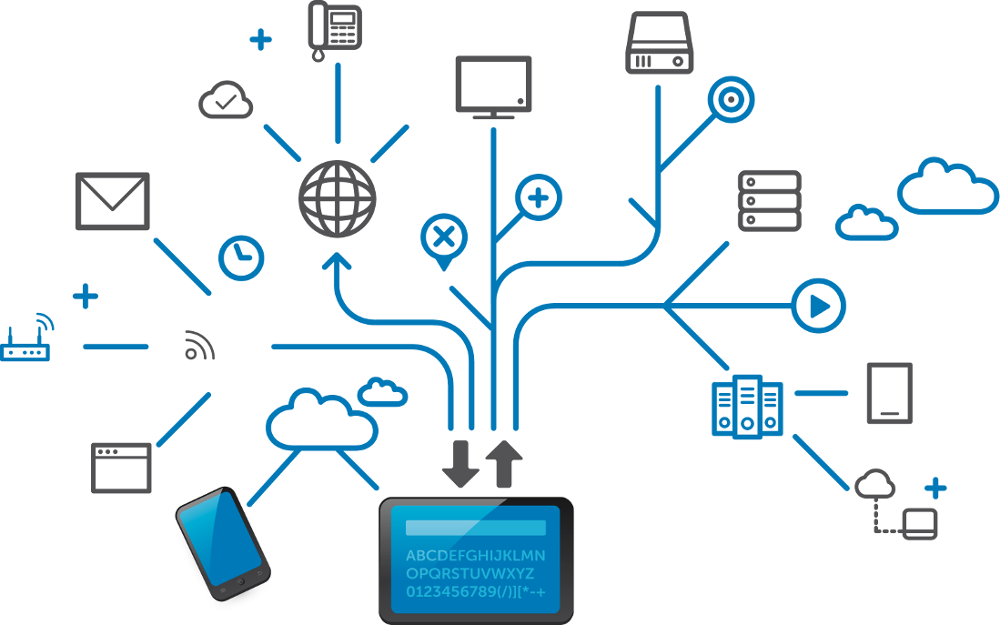 ABCDEFGHIJKLMN
OPQRSTUVWXYZ
0123456789(/)][*-+